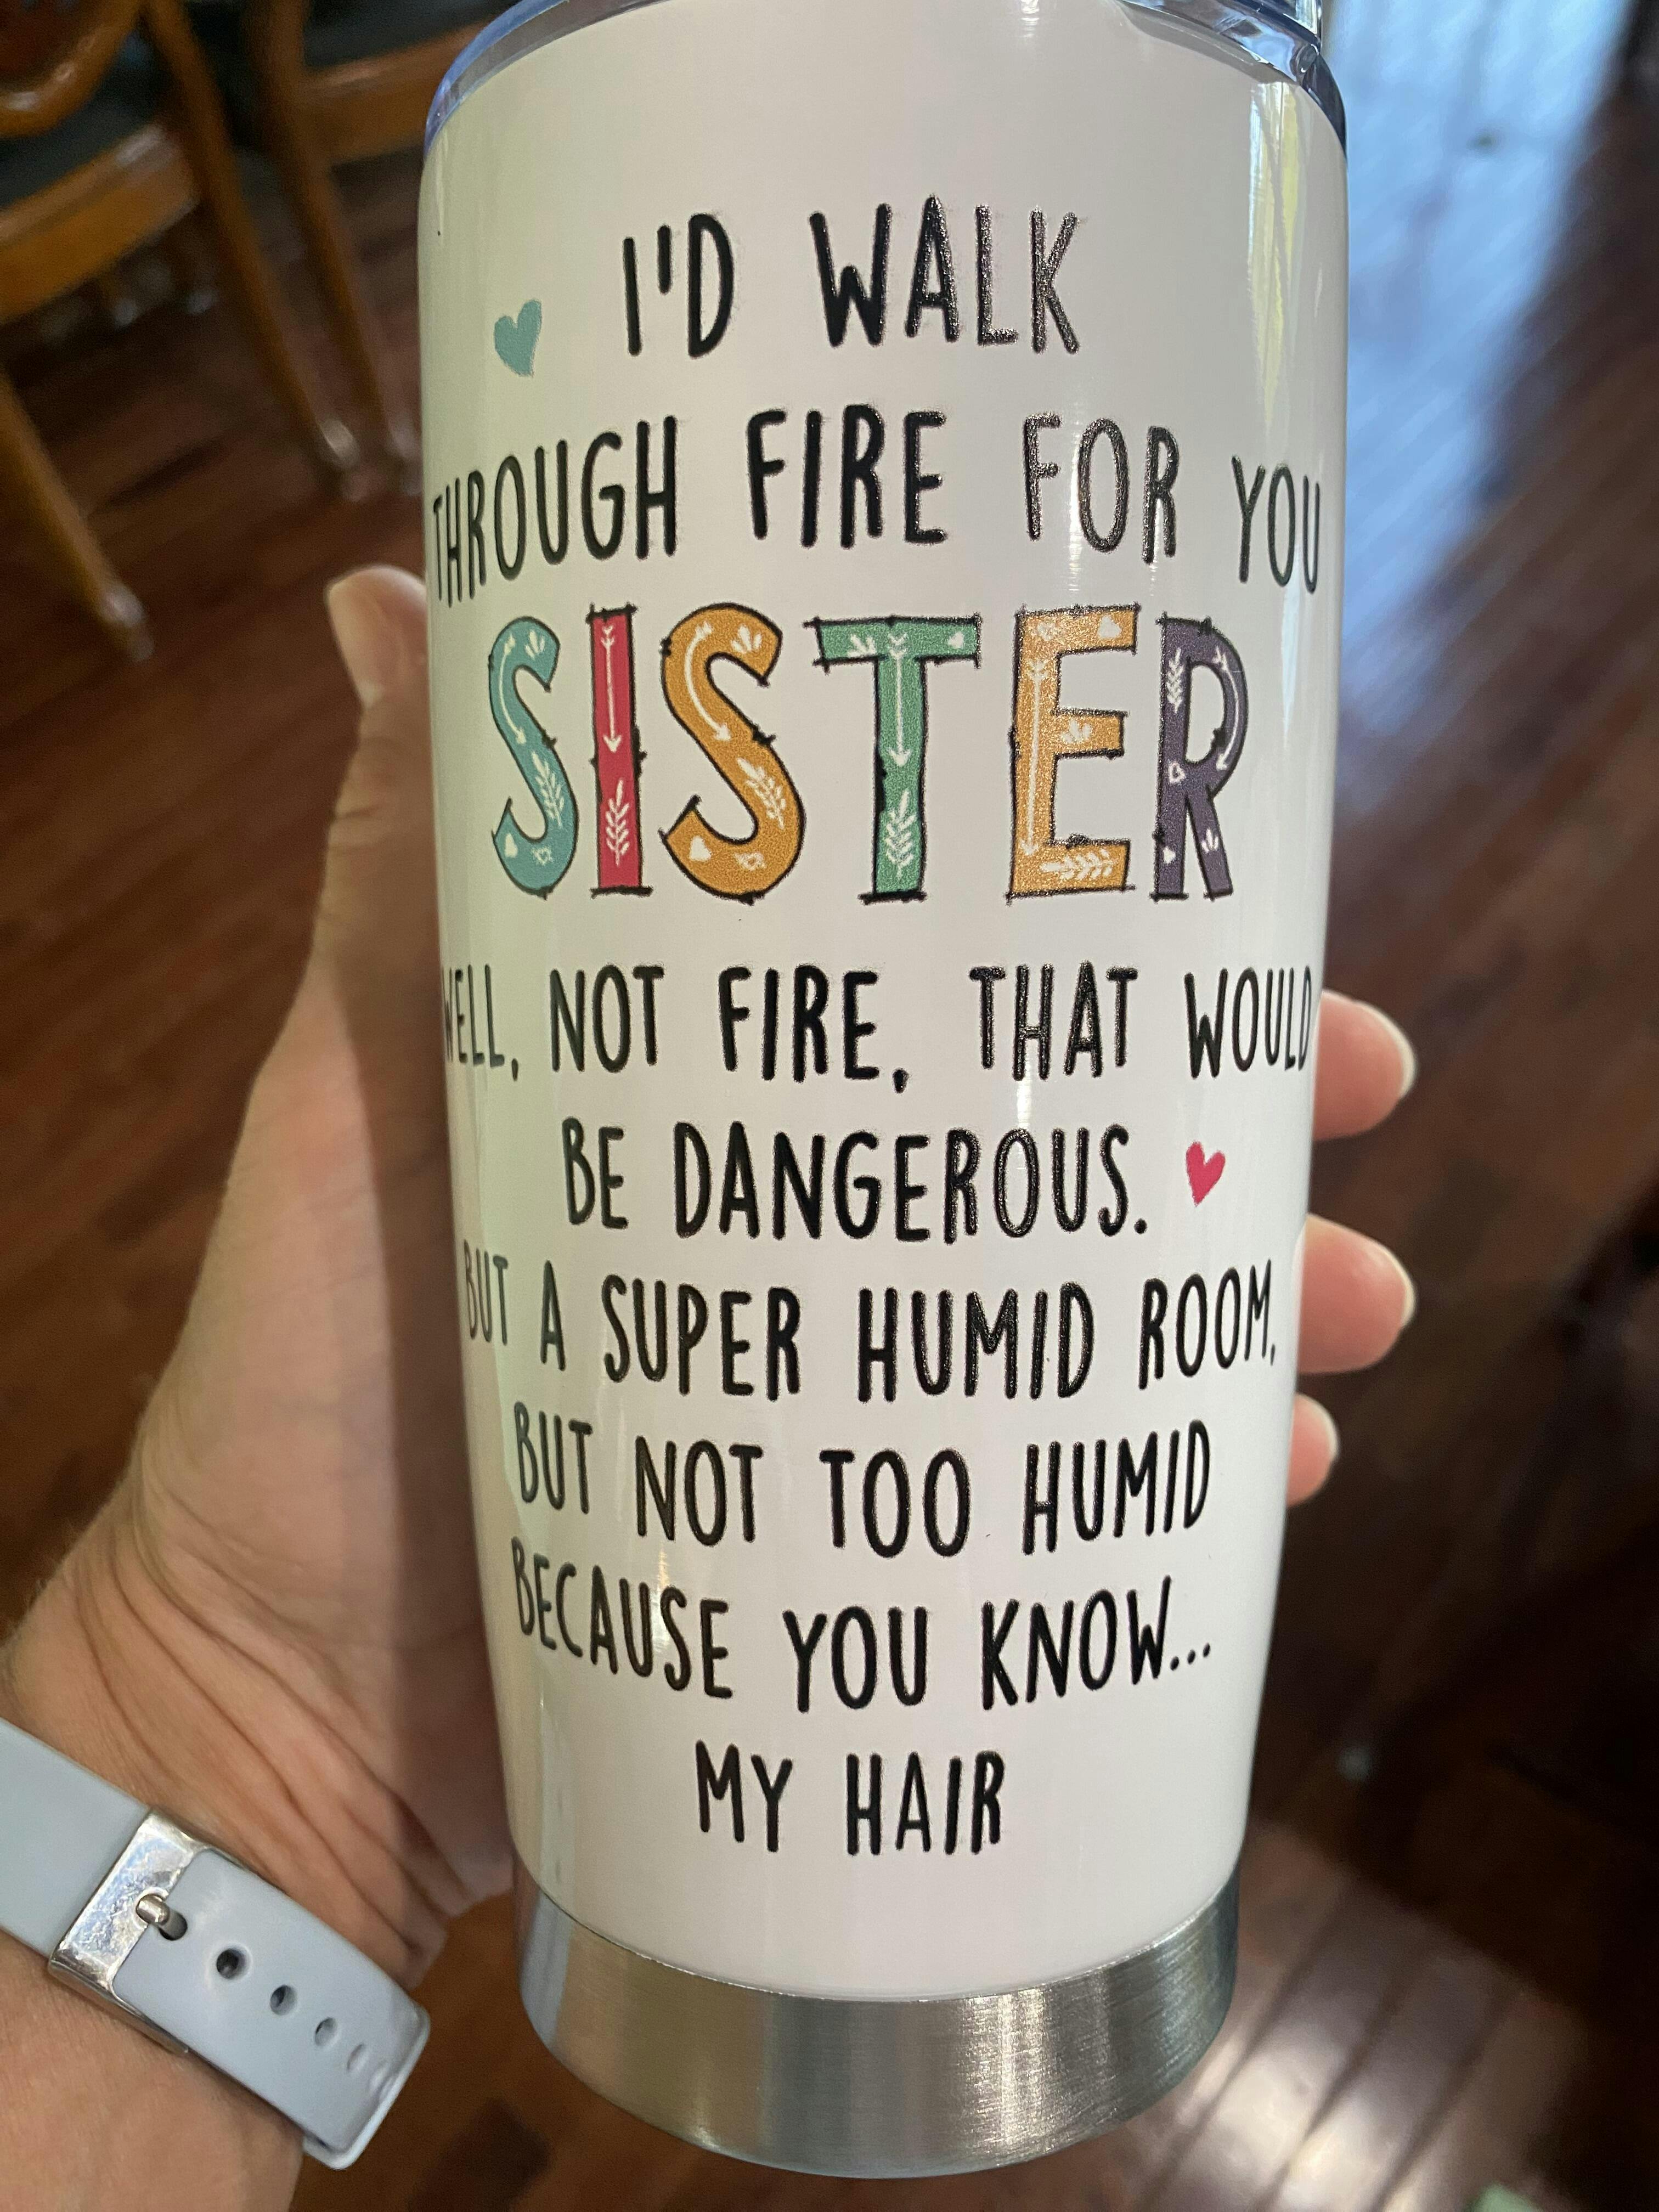 I'D WALK
THROUGH FIRE FOR YOU
SISTER
WELL, NOT FIRE, THAT WOULD
BE DANGEROUS.
BUT A SUPER HUMID ROOM,
BUT NOT TOO HUMID
BECAUSE YOU KNOW...
MY HAIR